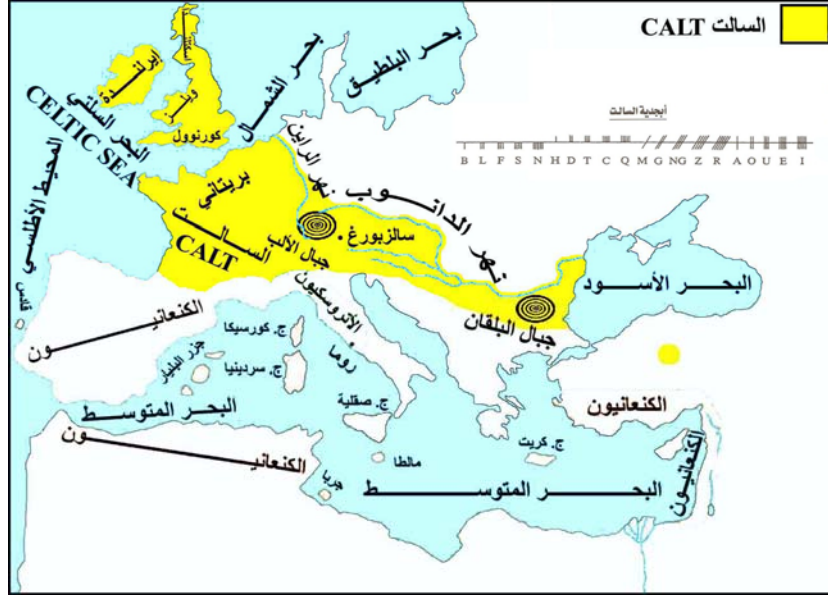 السالت CALT
أبجدية السالت
B L F S N H D T C Q M G NG Z R A O U E I
بحر البلطيق
بحر الشمال
إيرلندة
ويلز
كورنوول
البحر السلتي
CELTIC SEA
المحيط الأطلسي
بريتاني
السالت
CALT
نهر الراين
نهر الدانوب
سالزبورغ
جبال الألب
جبال البلقان
البحر الأسود
قادس
الكنعانيون
الأتروسكيون
روما
ج. كورسيكا
ج. سردينيا
جزر البليار
ج. صقلية
البحر المتوسط
الكنعانيون
الكنعانيون
الكنعانيون
ج. كريت
مالطا
جربا
البحر المتوسط